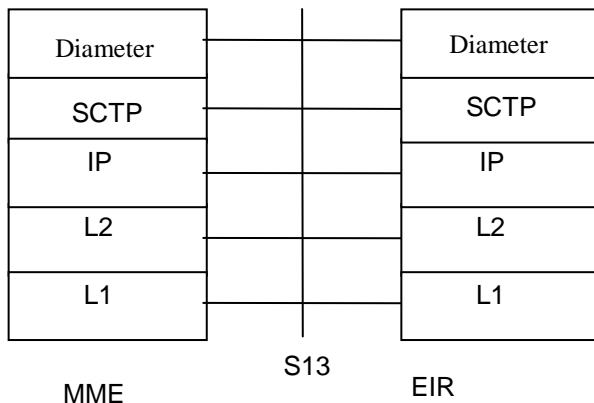 Diameter Diameter
SCTP SCTP
IP IP
L2 L2
L1 L1
S13
MME EIR